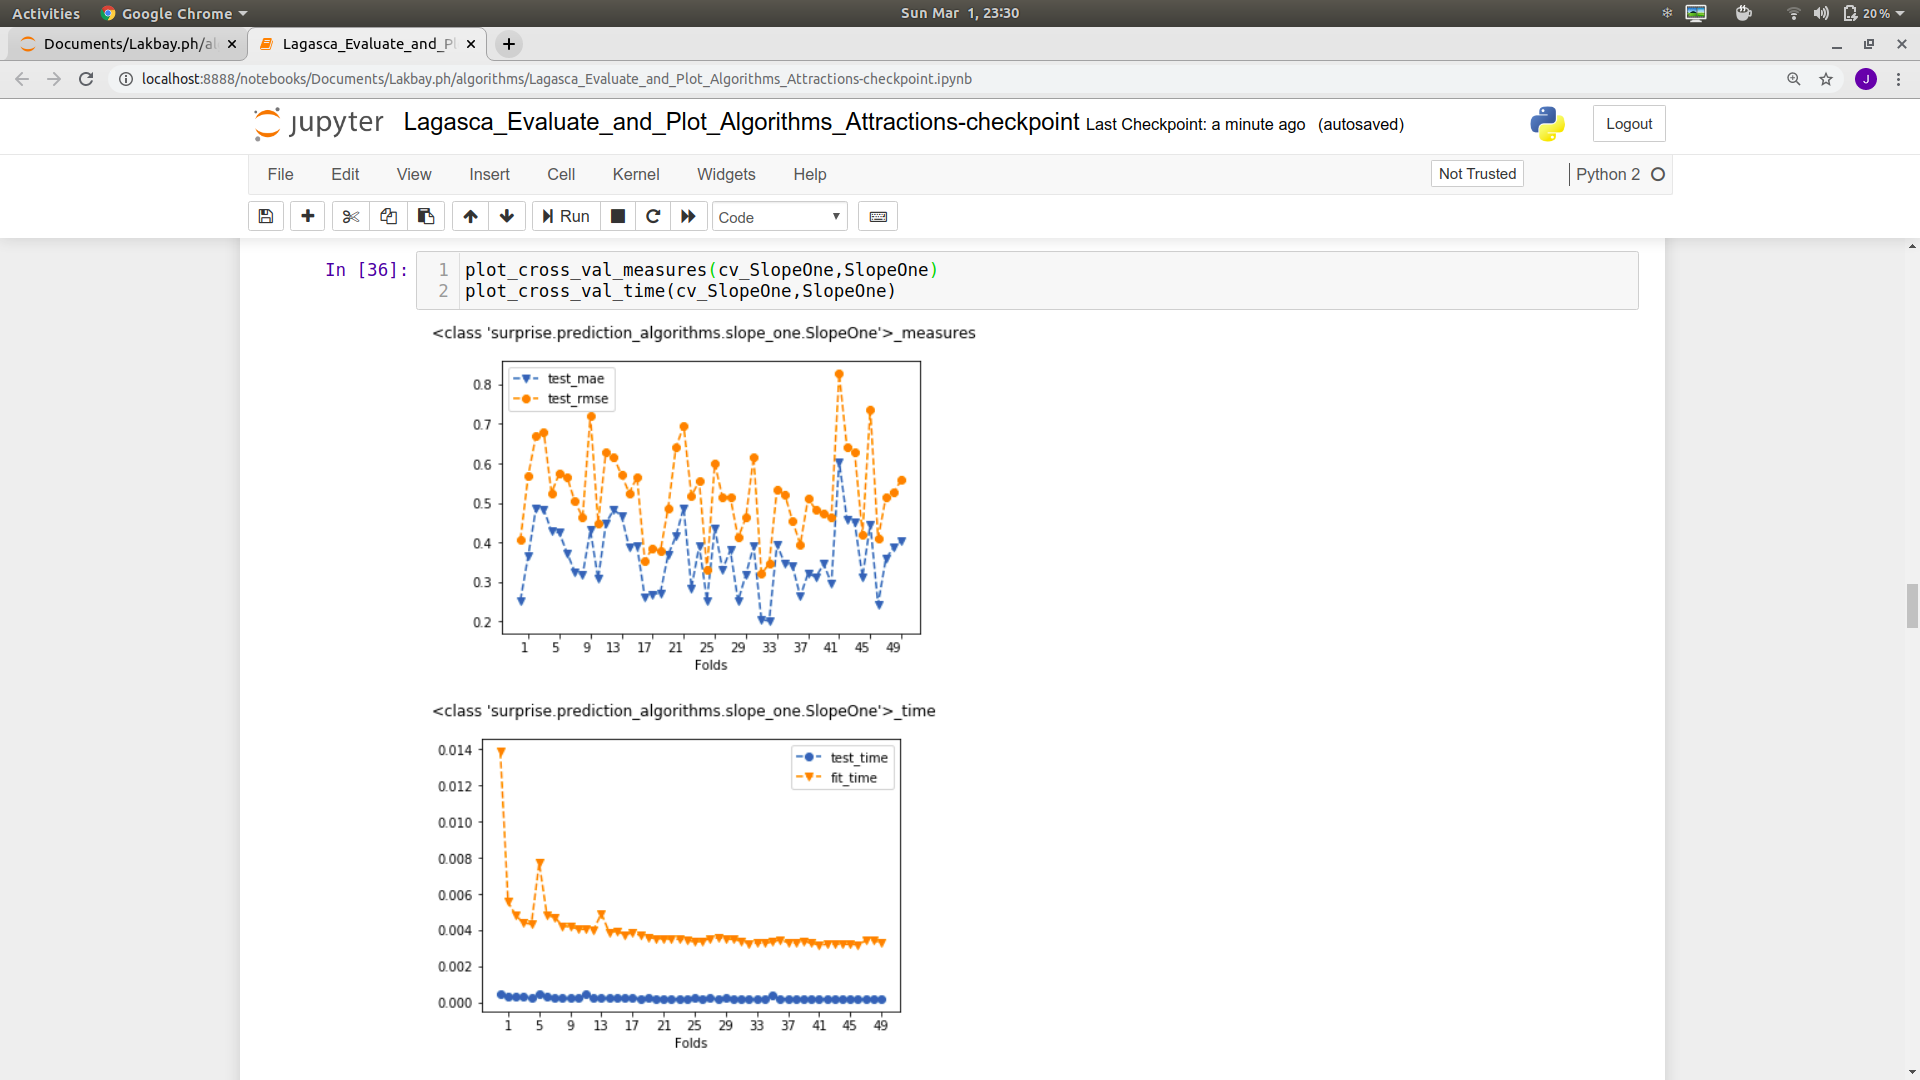 Activities Google Chrome Sun Mar 1, 23:30 20 %
Documents/Lakbay.ph/al Lagasca_Evaluate_and_Pl
localhost:8888/notebooks/Documents/Lakbay.ph/algorithms/Lagasca_Evaluate_and_Plot_Algorithms_Attractions-checkpoint.ipynb J
jupyter Lagasca_Evaluate_and_Plot_Algorithms_Attractions-checkpoint Last Checkpoint: a minute ago (autosaved) Logout
File Edit View Insert Cell Kernel Widgets Help Not Trusted Python 2
Run Code
In [36]: 1 plot_cross_val_measures(cv_SlopeOne,SlopeOne)
2 plot_cross_val_time(cv_SlopeOne,SlopeOne)
<class 'surprise.prediction_algorithms.slope_one.SlopeOne'>_measures
test_mae
test_rmse
0.8
0.7
0.6
0.5
0.4
0.3
0.2
1 5 9 13 17 21 25 29 33 37 41 45 49
Folds
<class 'surprise.prediction_algorithms.slope_one.SlopeOne'>_time
test_time
fit_time
0.014
0.012
0.010
0.008
0.006
0.004
0.002
0.000
1 5 9 13 17 21 25 29 33 37 41 45 49
Folds